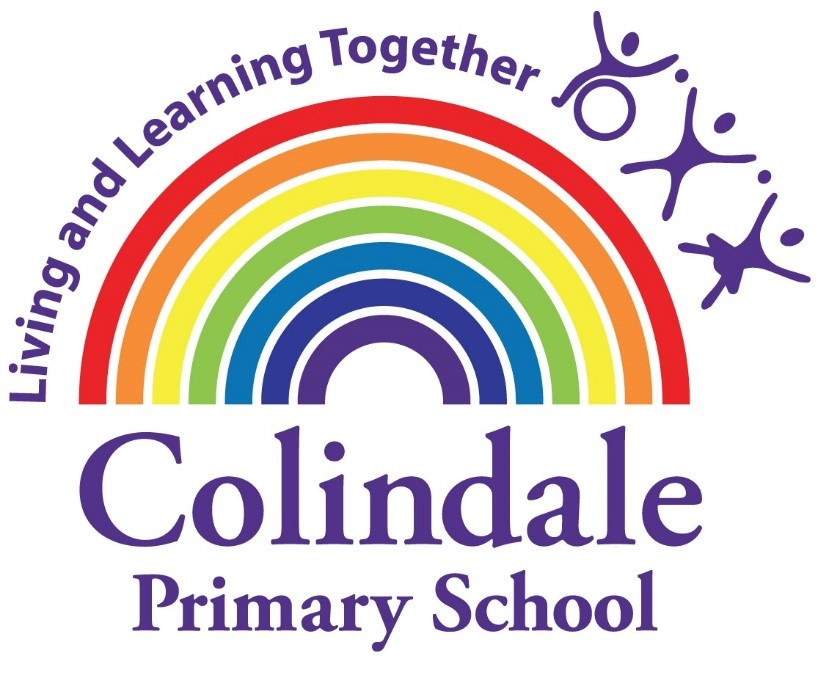 Living and Learning Together
Colindale
Primary School